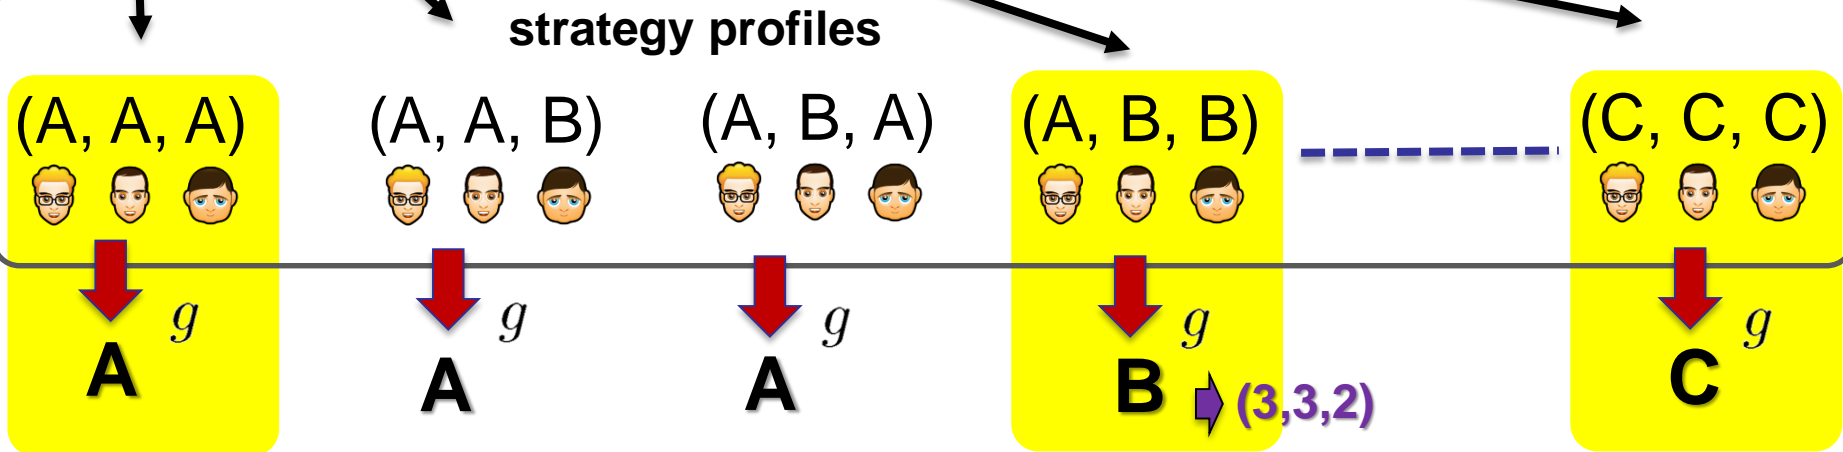 strategy profiles
(A, A, A) (A, A, B) (A, B, A) (A, B, B) (C, C, C)
g g g g g
A A A B C
(3,3,2)